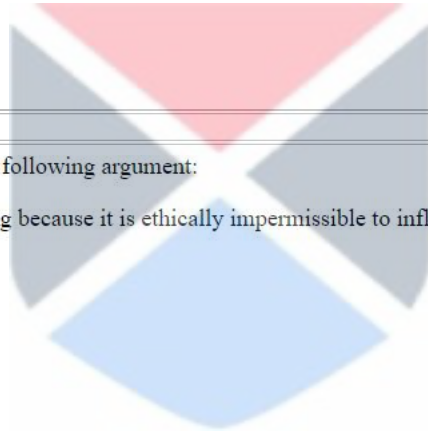 following argument:
g because it is ethically impermissible to infl